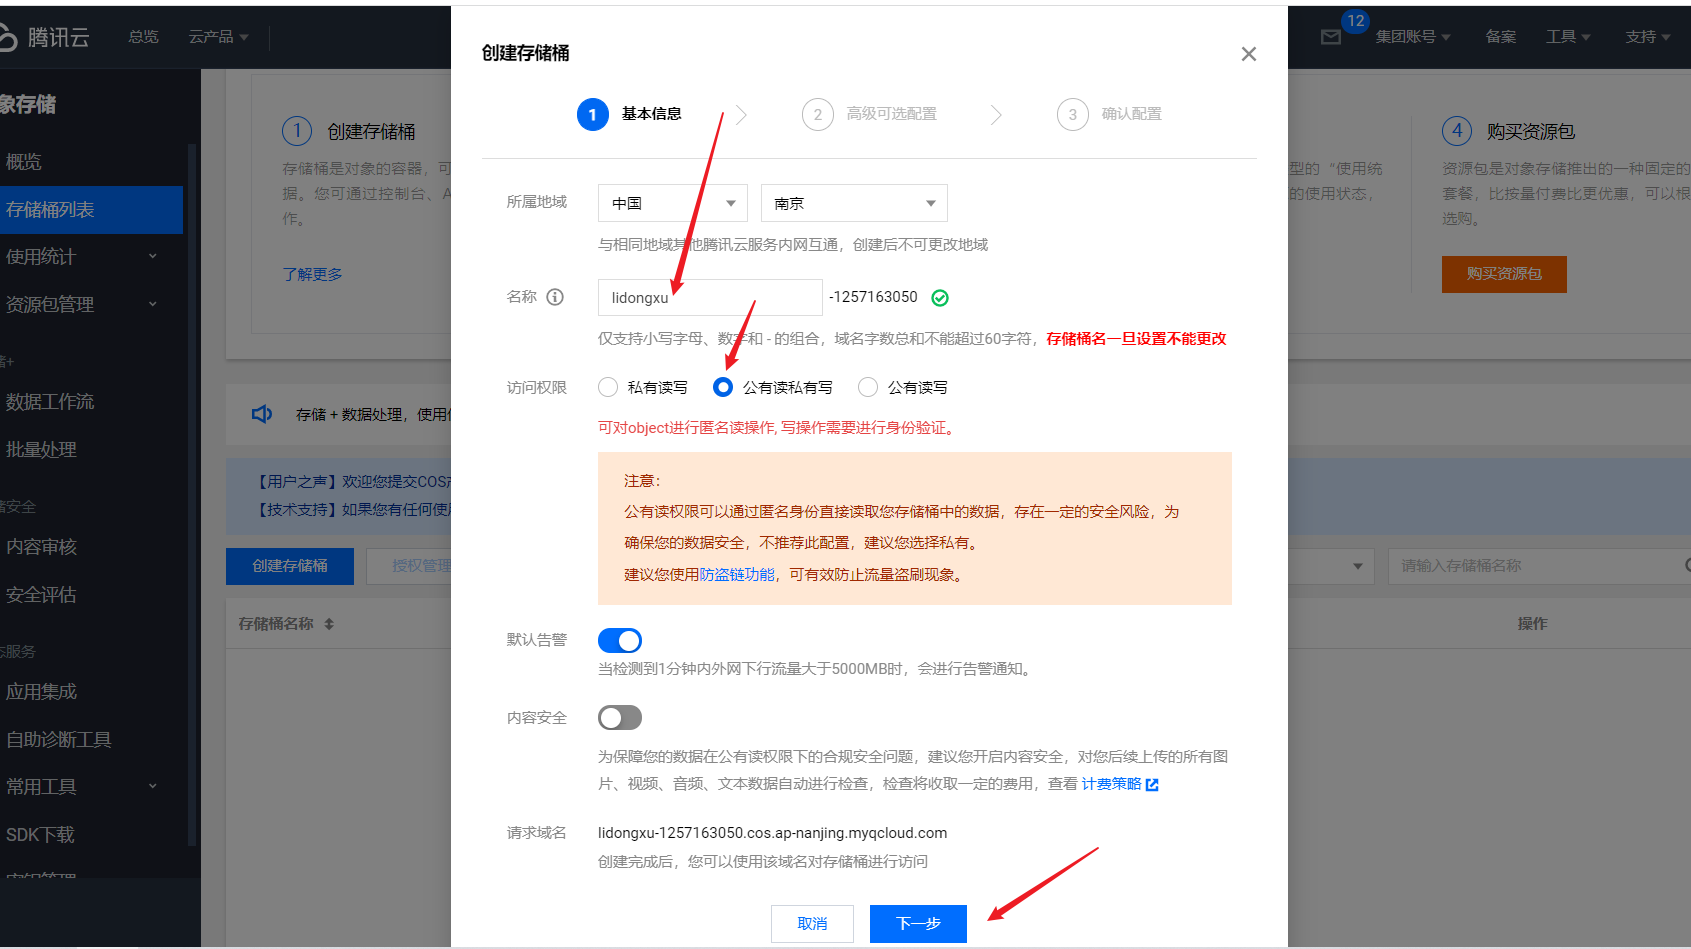 腾讯云
总览
云产品
12
集团账号
备案
工具
支持
象存储
概览
存储桶列表
使用统计
资源包管理
储+
数据工作流
批量处理
储安全
内容审核
安全评估
态服务
应用集成
自助诊断工具
常用工具
SDK下载
1 创建存储桶
存储桶是对象的容器，可
据。您可通过控制台、A
作。
了解更多
型的“使用统
的使用状态，
4 购买资源包
资源包是对象存储推出的一种固定的
套餐，比按量付费比更优惠，可以根
选购。
购买资源包
存储 + 数据处理，使用
【用户之声】欢迎您提交COS
【技术支持】如果您有任何使
创建存储桶
授权管理
请输入存储桶名称
存储桶名称
操作
创建存储桶
1 基本信息
2 高级可选配置
3 确认配置
所属地域
中国
南京
与相同地域其他腾讯云服务内网互通，创建后不可更改地域
名称
lidongxu
-1257163050
仅支持小写字母、数字和 - 的组合，域名字数总和不能超过60字符，存储桶名一旦设置不能更改
访问权限
私有读写
公有读私有写
公有读写
可对object进行匿名读操作, 写操作需要进行身份验证。
注意：
公有读权限可以通过匿名身份直接读取您存储桶中的数据，存在一定的安全风险，为
确保您的数据安全，不推荐此配置，建议您选择私有。
建议您使用防盗链功能，可有效防止流量盗刷现象。
默认告警
当检测到1分钟内外网下行流量大于5000MB时，会进行告警通知。
内容安全
为保障您的数据在公有读权限下的合规安全问题，建议您开启内容安全，对您后续上传的所有图
片、视频、音频、文本数据自动进行检查，检查将收取一定的费用，查看 计费策略
请求域名
lidongxu-1257163050.cos.ap-nanjing.myqcloud.com
创建完成后，您可以使用该域名对存储桶进行访问
取消
下一步